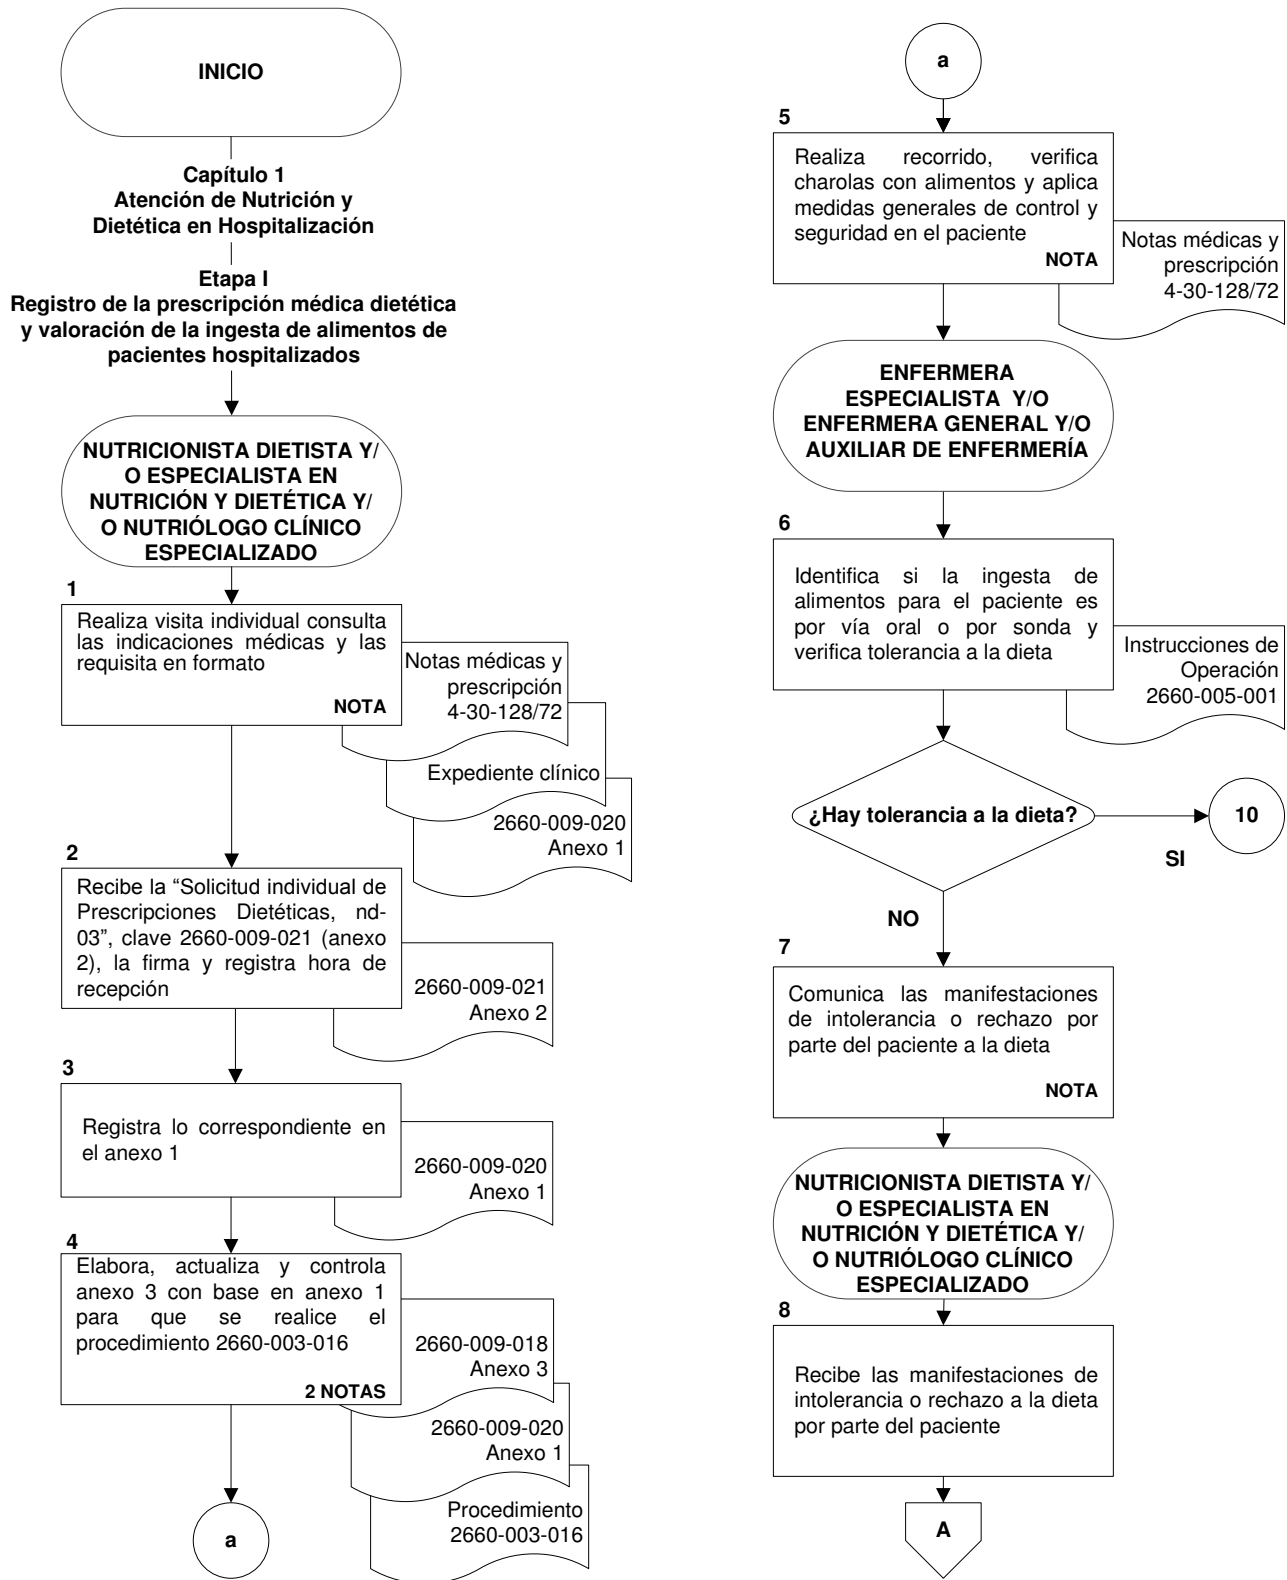 INICIO
Capítulo 1
Atención de Nutrición y
Dietética en Hospitalización
Etapa I
Registro de la prescripción médica dietética
y valoración de la ingesta de alimentos de
pacientes hospitalizados
NUTRICIONISTA DIETISTA Y/
O ESPECIALISTA EN
NUTRICIÓN Y DIETÉTICA Y/
O NUTRIÓLOGO CLÍNICO
ESPECIALIZADO
1
Realiza visita individual consulta
las indicaciones médicas y las
requisita en formato
NOTA
Notas médicas y
prescripción
4-30-128/72
Expediente clínico
2660-009-020
Anexo 1
2
Recibe la “Solicitud individual de
Prescripciones Dietéticas, nd-
03”, clave 2660-009-021 (anexo
2), la firma y registra hora de
recepción
2660-009-021
Anexo 2
3
Registra lo correspondiente en
el anexo 1
2660-009-020
Anexo 1
4
Elabora, actualiza y controla
anexo 3 con base en anexo 1
para que se realice el
procedimiento 2660-003-016
2 NOTAS
2660-009-018
Anexo 3
2660-009-020
Anexo 1
Procedimiento
2660-003-016
a
a
5
Realiza recorrido, verifica
charolas con alimentos y aplica
medidas generales de control y
seguridad en el paciente
NOTA
Notas médicas y
prescripción
4-30-128/72
ENFERMERA
ESPECIALISTA Y/O
ENFERMERA GENERAL Y/O
AUXILIAR DE ENFERMERÍA
6
Identifica si la ingesta de
alimentos para el paciente es
por vía oral o por sonda y
verifica tolerancia a la dieta
Instrucciones de
Operación
2660-005-001
¿Hay tolerancia a la dieta?
10
SI
NO
7
Comunica las manifestaciones
de intolerancia o rechazo por
parte del paciente a la dieta
NOTA
NUTRICIONISTA DIETISTA Y/
O ESPECIALISTA EN
NUTRICIÓN Y DIETÉTICA Y/
O NUTRIÓLOGO CLÍNICO
ESPECIALIZADO
8
Recibe las manifestaciones de
intolerancia o rechazo a la dieta
por parte del paciente
A